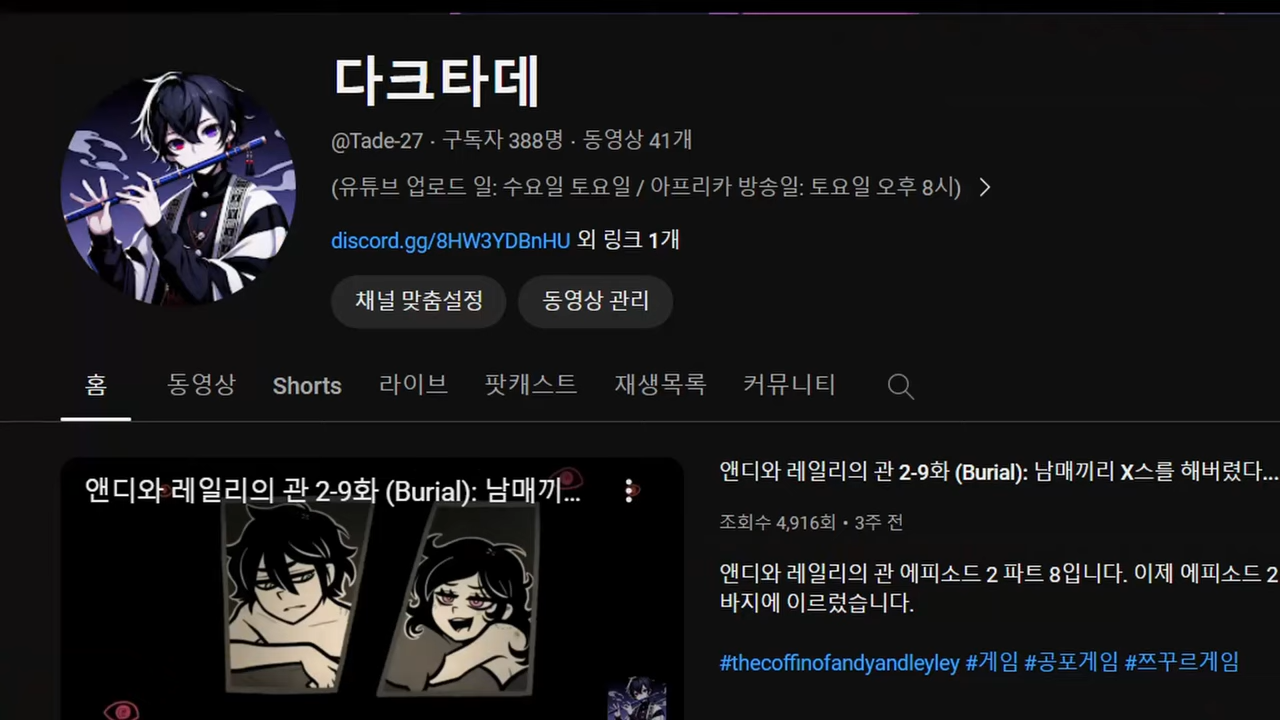 다크타데
@Tade-27 · 구독자 388명 · 동영상 41개
(유튜브 업로드 일: 수요일 토요일 / 아프리카 방송일: 토요일 오후 8시)
discord.gg/8HW3YDBnHU 외 링크 1개
채널 맞춤설정 동영상 관리
홈 동영상 Shorts 라이브 팟캐스트 재생목록 커뮤니티
앤디와 레일리의 관 2-9화 (Burial): 남매끼...
앤디와 레일리의 관 2-9화 (Burial): 남매끼리 X스를 해버렸다...
조회수 4,916회 • 3주 전
앤디와 레일리의 관 에피소드 2 파트 8입니다. 이제 에피소드 2
바지에 이르렀습니다.
#thecoffinofandyandleyley #게임 #공포게임 #쯔꾸르게임